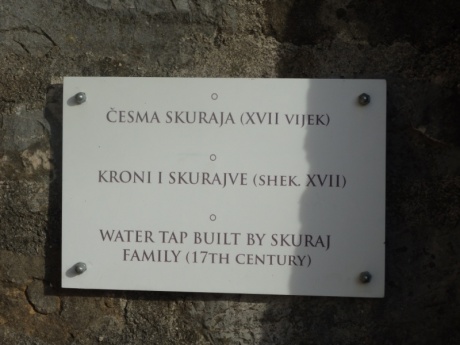 ČESMA SKURAJA (XVII VIJEK)
KRONI I SKURAJVE (SHEK. XVII)
WATER TAP BUILT BY SKURAJ
FAMILY (17TH CENTURY)